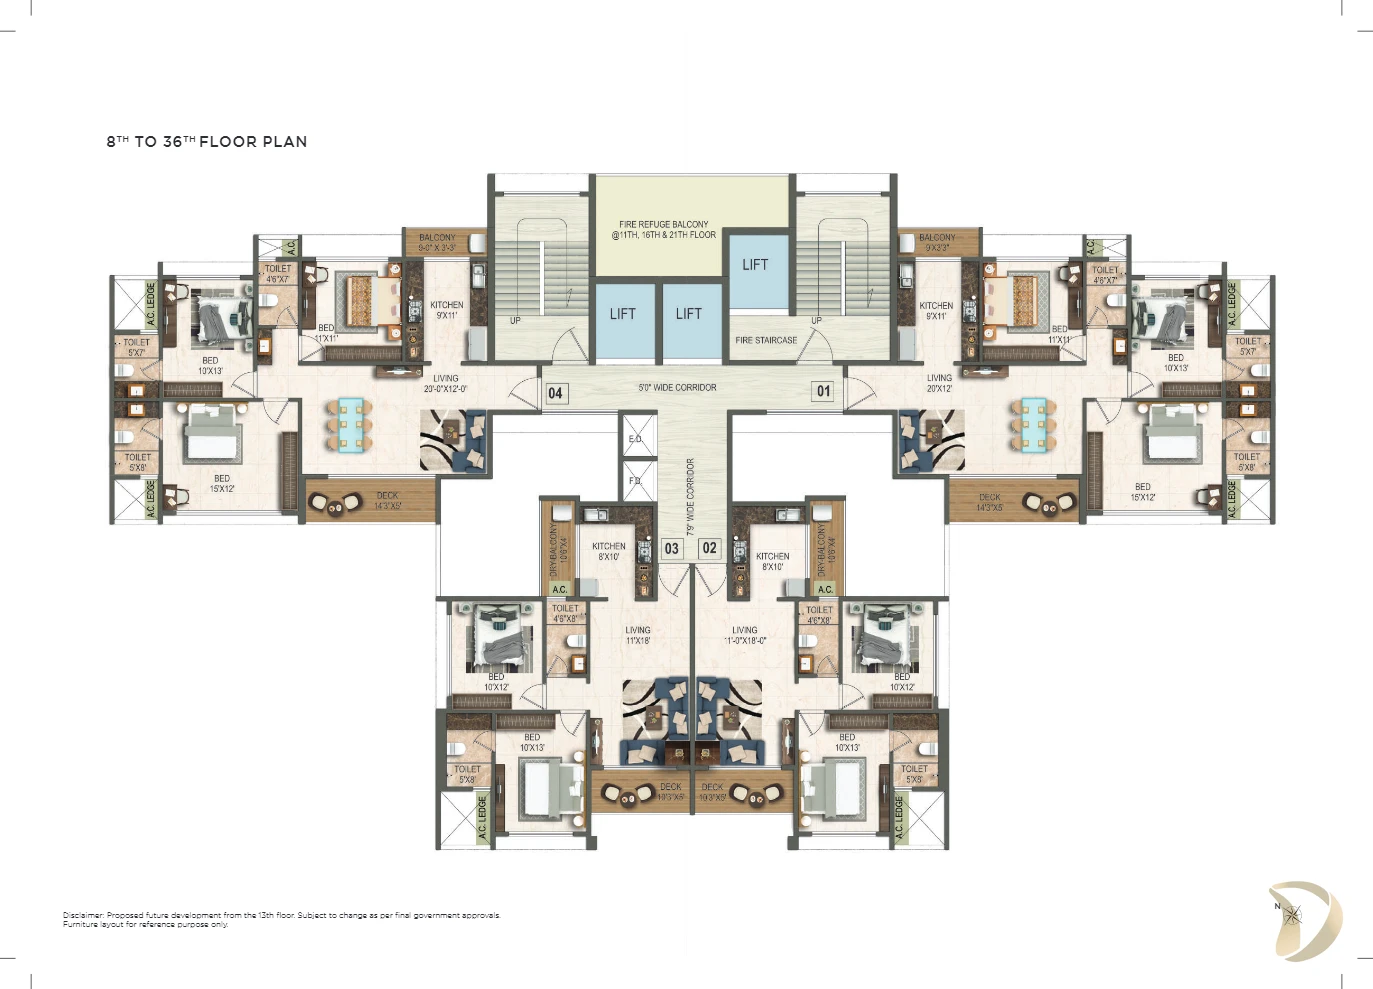 8TH TO 36TH FLOOR PLAN
FIRE REFUGE BALCONY
@11TH, 16TH & 21TH FLOOR
LIFT
LIFT
LIFT
UP
UP
FIRE STAIRCASE
5'0" WIDE CORRIDOR
7'9" WIDE CORRIDOR
E.D.
F.D.
04
BALCONY
9'-0" X 3'-3"
KITCHEN
9'X11'
A.C.
TOILET
4'6"X7'
BED
11'X11'
A.C. LEDGE
TOILET
5'X7'
BED
10'X13'
LIVING
20'-0"X12'-0"
TOILET
5'X8'
A.C. LEDGE
BED
15'X12'
DECK
14'3"X5'
01
BALCONY
9'X3'3"
KITCHEN
9'X11'
A.C.
TOILET
4'6"X7'
BED
11'X11'
A.C. LEDGE
TOILET
5'X7'
BED
10'X13'
LIVING
20'X12'
TOILET
5'X8'
A.C. LEDGE
BED
15'X12'
DECK
14'3"X5'
03
DRY-BALCONY
10'6"X4'
KITCHEN
8'X10'
A.C.
TOILET
4'6"X8'
LIVING
11'X18'
BED
10'X12'
BED
10'X13'
TOILET
5'X8'
A.C. LEDGE
DECK
10'3"X5'
02
DRY-BALCONY
10'6"X4'
KITCHEN
8'X10'
A.C.
TOILET
4'6"X8'
LIVING
11'-0"X18'-0"
BED
10'X12'
BED
10'X13'
TOILET
5'X8'
A.C. LEDGE
DECK
10'3"X5'
N
Disclaimer: Proposed future development from the 13th floor. Subject to change as per final government approvals.
Furniture layout for reference purpose only.